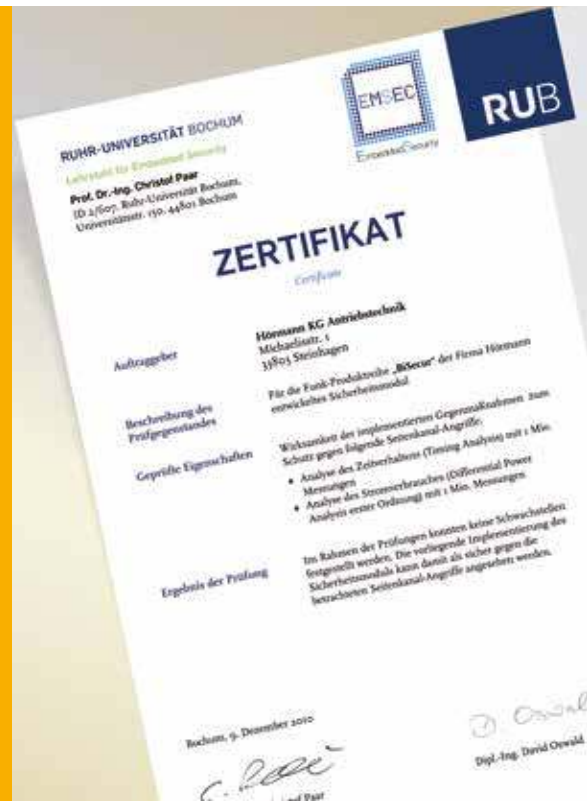 RUHR-UNIVERSITÄT BOCHUM
Lehrstuhl für Embedded Security
Prof. Dr.-Ing. Christof Paar
ID 2/607, Ruhr-Universität Bochum,
Universitätsstr. 150, 44801 Bochum
EMSEC
EmbeddedSecurity
RUB
ZERTIFIKAT
Certificate
Auftraggeber
Hörmann KG Antriebstechnik
Michaelisstr. 1
33803 Steinhagen
Beschreibung des
Prüfgegenstandes
Für die Funk-Produktreihe „BiSecur" der Firma Hörmann
entwickeltes Sicherheitsmodul
Geprüfte Eigenschaften
Wirksamkeit der implementierten Gegenmaßnahmen zum
Schutz gegen folgende Seitenkanal-Angriffe:
• Analyse des Zeitverhaltens (Timing Analysis) mit 1 Mio.
Messungen
• Analyse des Stromverbrauches (Differential Power
Analysis erster Ordnung) mit 1 Mio. Messungen
Ergebnis der Prüfung
Im Rahmen der Prüfungen konnten keine Schwachstellen
festgestellt werden. Die vorliegende Implementierung des
Sicherheitsmoduls kann damit als sicher gegen die
betrachteten Seitenkanal-Angriffe angesehen werden.
Bochum, 9. Dezember 2010
D Oswald
Dipl.-Ing. David Oswald
Paar